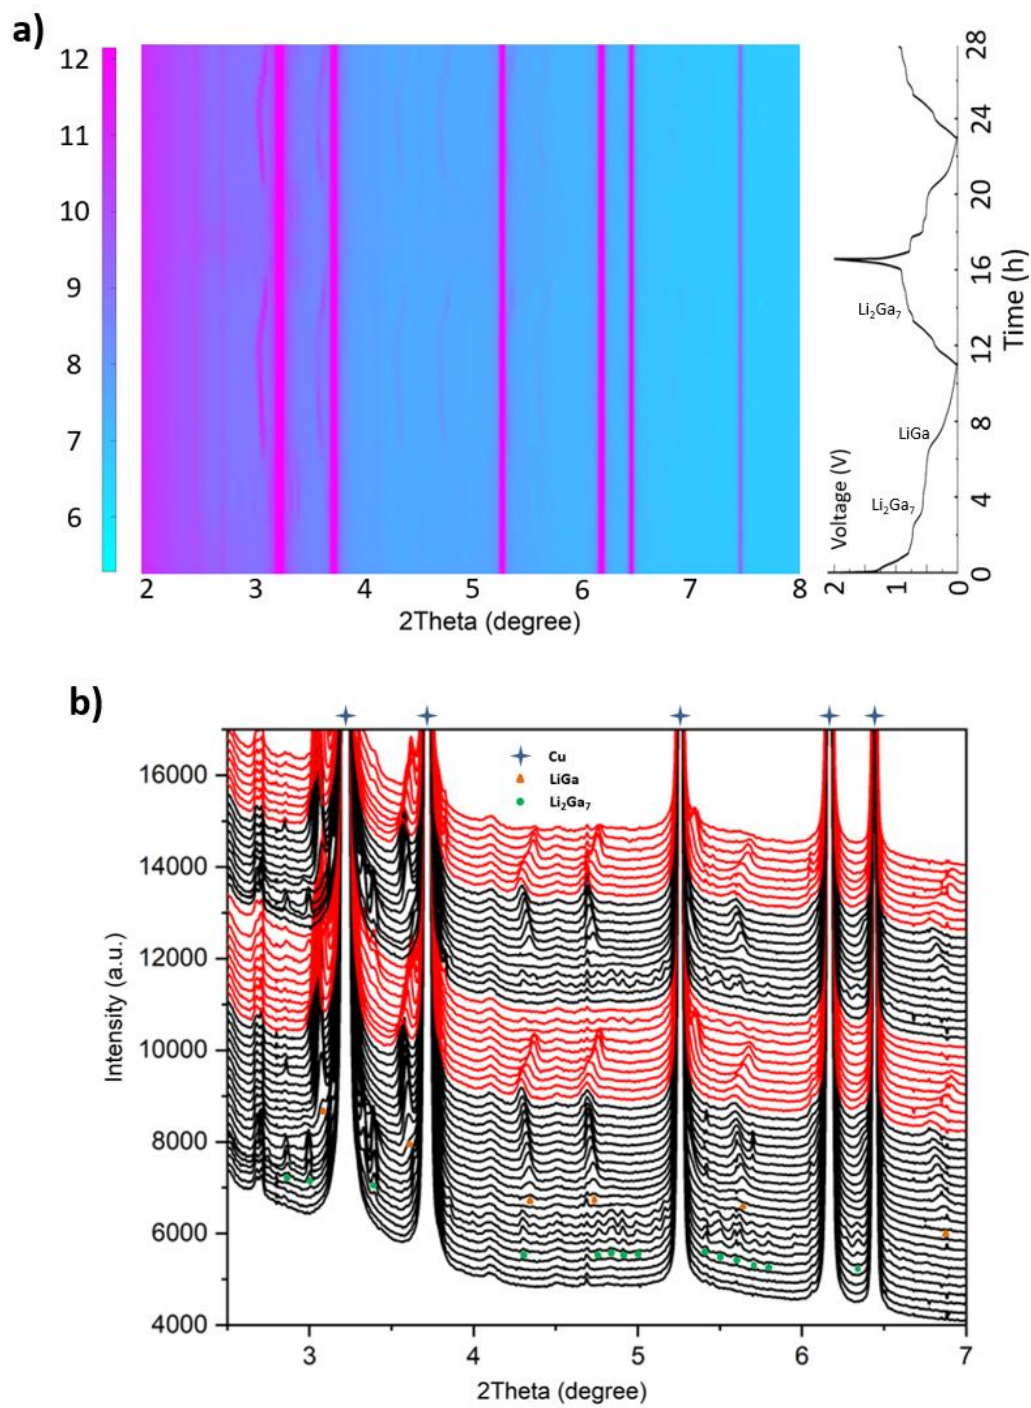 a)
12
11
10
9
8
7
6
2 3 4 5 6 7 8
2Theta (degree)
Li2Ga7
LiGa
Li2Ga7
Voltage (V)
2 1 0
0 4 8 12 16 20 24 28
Time (h)
b)
Cu
LiGa
Li2Ga7
16000
14000
12000
10000
8000
6000
4000
Intensity (a.u.)
3 4 5 6 7
2Theta (degree)